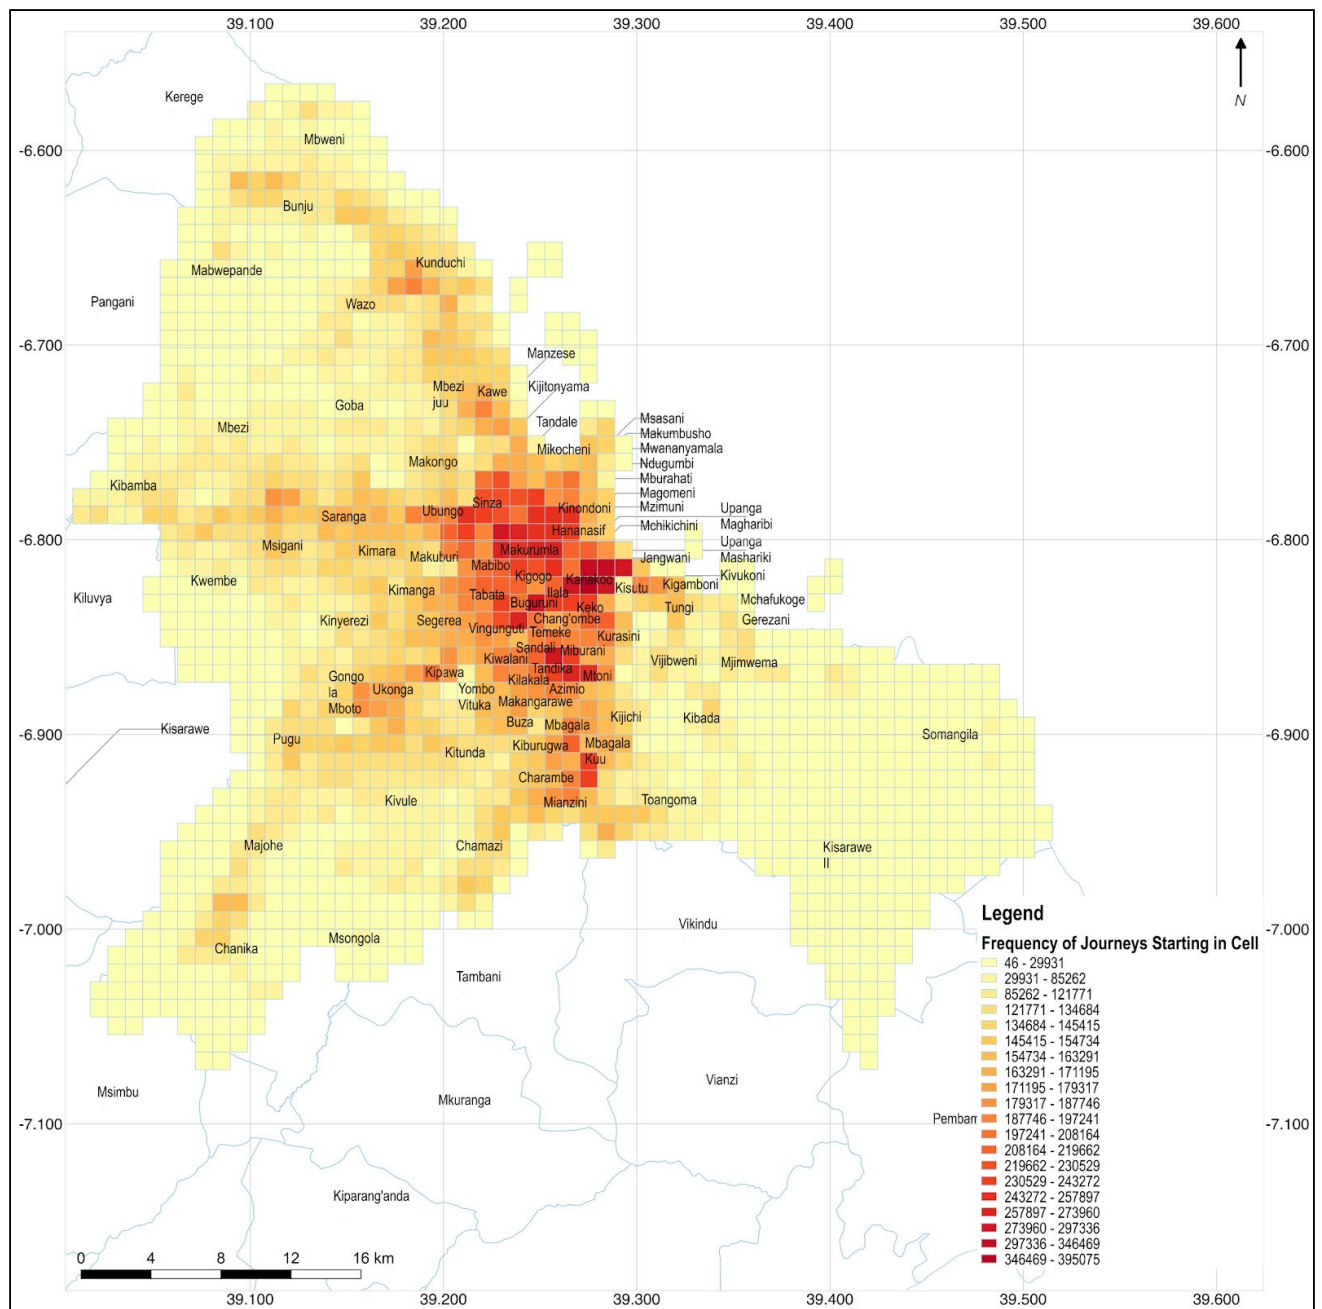 39.100 39.200 39.300 39.400 39.500 39.600
N
Kerege
Mbweni
-6.600 -6.600
Bunju
Kunduchi
Mabwepande
Pangani
Wazo
-6.700 -6.700
Manzese
Mbezi
juu
Kawe
Kijitonyama
Goba
Tandale
Msasani
Mbezi
Makumbusho
Mikocheni
Mwananyamala
Makongo
Ndugumbi
Mburahati
Kibamba
Magomeni
Sinza
Mzimuni
Ubungo
Kinondoni
Upanga
Magharibi
Saranga
Mchikichini
Hananasif
Upanga
Mashariki
-6.800 -6.800
Msigani
Kimara
Makuburi
Makurumla
Jangwani
Mabibo
Kivukoni
Kwembe
Kigogo
Kariakoo
Kisutu
Kigamboni
Kimanga
Tabata
Ilala
Kiluvya
Buguruni
Keko
Tungi
Mchafukoge
Kinyerezi
Segerea
Chang'ombe
Gerezani
Vingunguti
Temeke
Kurasini
Sandali
Miburani
Kiwalani
Vijibweni
Mjimwema
Kipawa
Tandika
Mtoni
Gongo
la
Mboto
Kilakala
Ukonga
Yombo
Vituka
Azimio
Makangarawe
Kijichi
Kibada
Buza
Mbagala
Kisarawe
Somangila
-6.900 -6.900
Pugu
Kitunda
Kiburugwa
Mbagala
Kuu
Charambe
Kivule
Mianzini
Toangoma
Majohe
Chamazi
Kisarawe
II
Vikindu
-7.000 -7.000
Msongola
Chanika
Tambani
Msimbu
Mkuranga
Vianzi
-7.100 -7.100
Pembam
Kiparang'anda
Legend
Frequency of Journeys Starting in Cell
46 - 29931
29931 - 85262
85262 - 121771
121771 - 134684
134684 - 145415
145415 - 154734
154734 - 163291
163291 - 171195
171195 - 179317
179317 - 187746
187746 - 197241
197241 - 208164
208164 - 219662
219662 - 230529
230529 - 243272
243272 - 257897
257897 - 273960
273960 - 297336
297336 - 346469
346469 - 395075
0 4 8 12 16 km
39.100 39.200 39.300 39.400 39.500 39.600